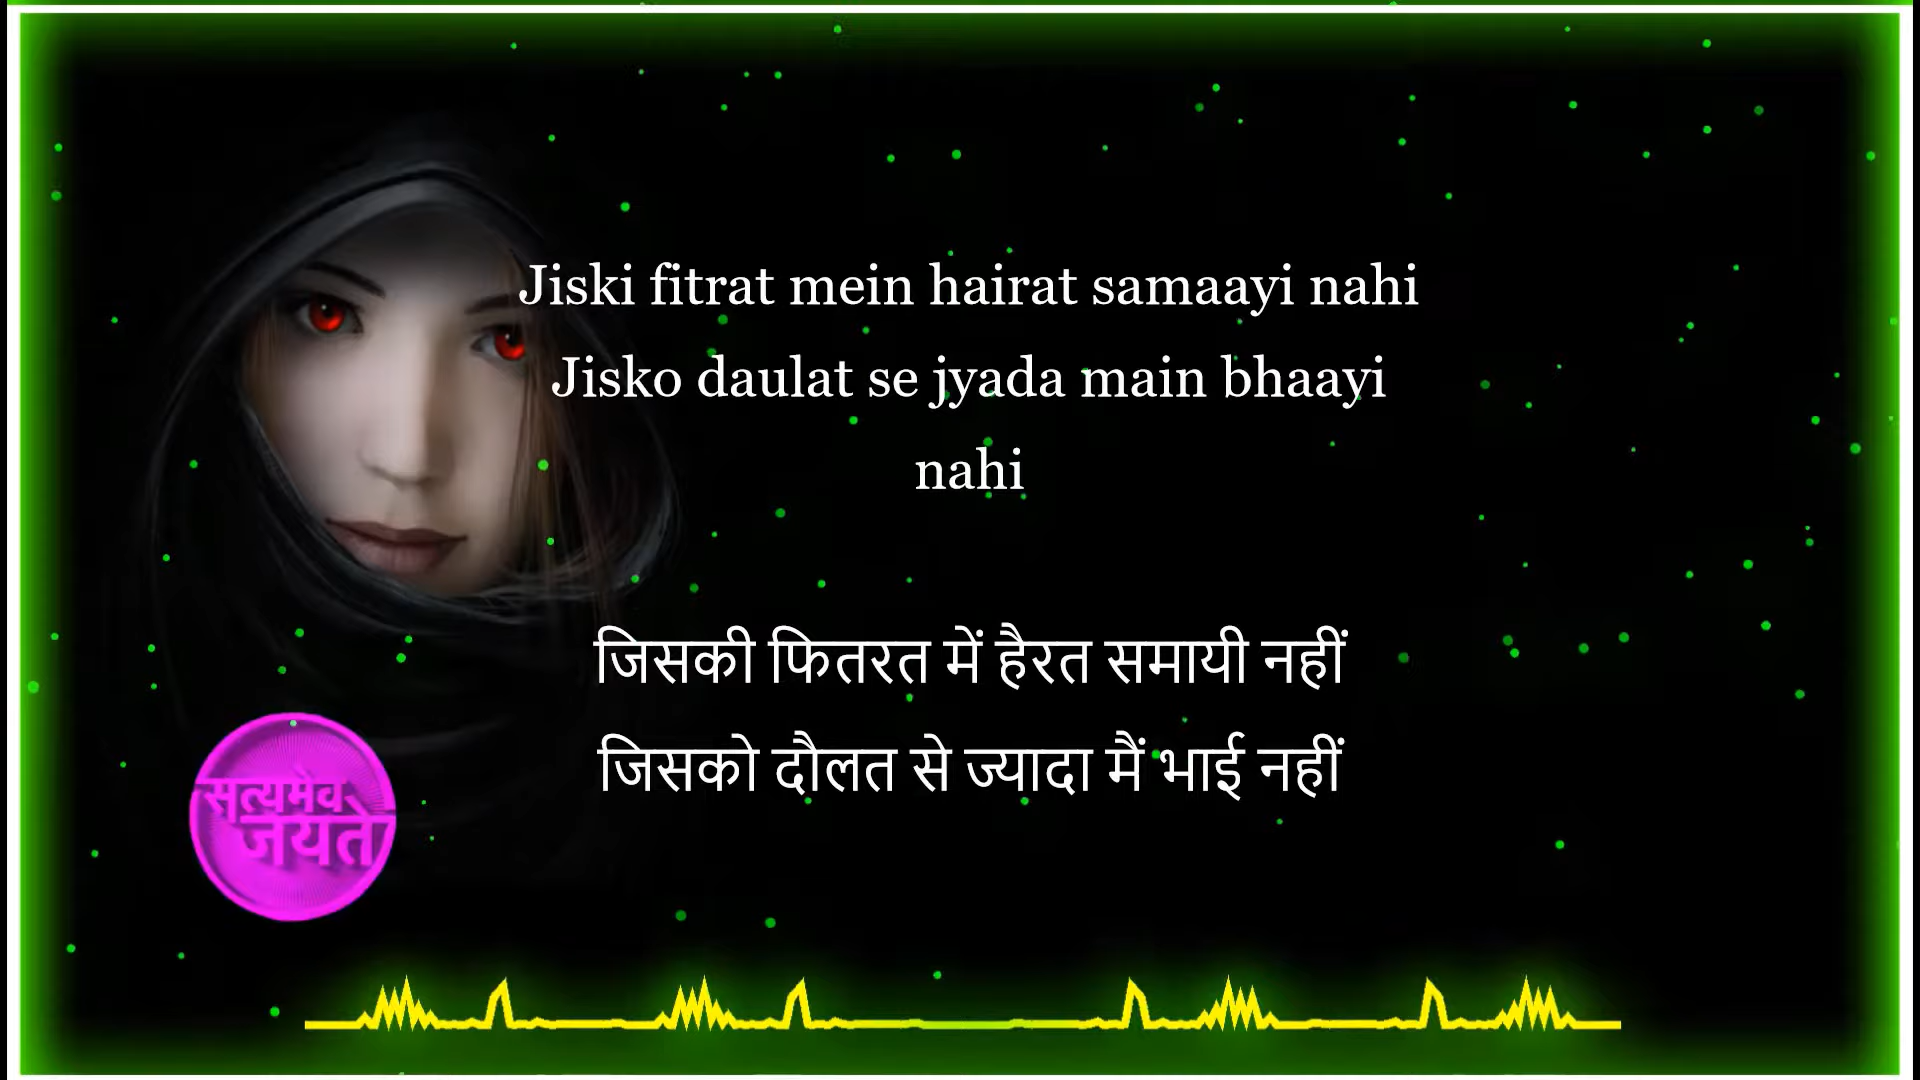 Jiski fitrat mein hairat samaayi nahi
Jisko daulat se jyada main bhaayi
nahi
जिसकी फितरत में हैरत समायी नहीं
जिसको दौलत से ज्यादा मैं भाई नहीं
सत्यमेव
जयते